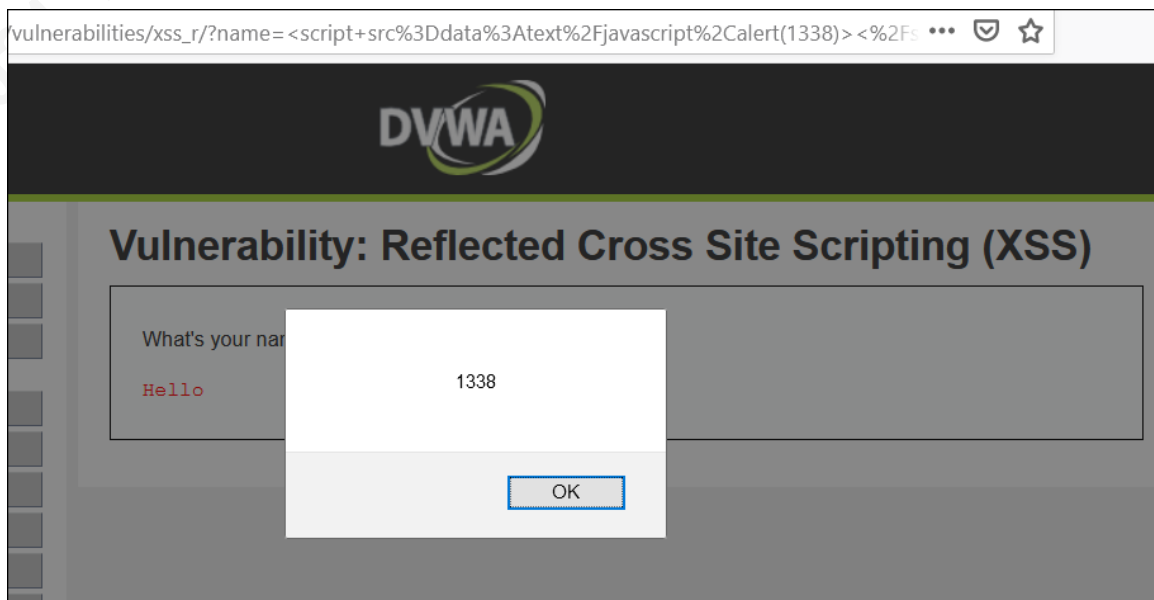 /vulnerabilities/xss_r/?name=<script+src%3Ddata%3Atext%2Fjavascript%2Calert(1338)><%2Fs
DVWA
Vulnerability: Reflected Cross Site Scripting (XSS)
What's your nar
Hello
1338
OK